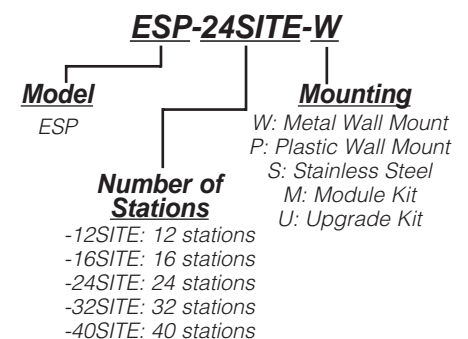 ESP-24SITE-W
Model
ESP
Mounting
W: Metal Wall Mount
P: Plastic Wall Mount
S: Stainless Steel
M: Module Kit
U: Upgrade Kit
Number of
Stations
-12SITE: 12 stations
-16SITE: 16 stations
-24SITE: 24 stations
-32SITE: 32 stations
-40SITE: 40 stations